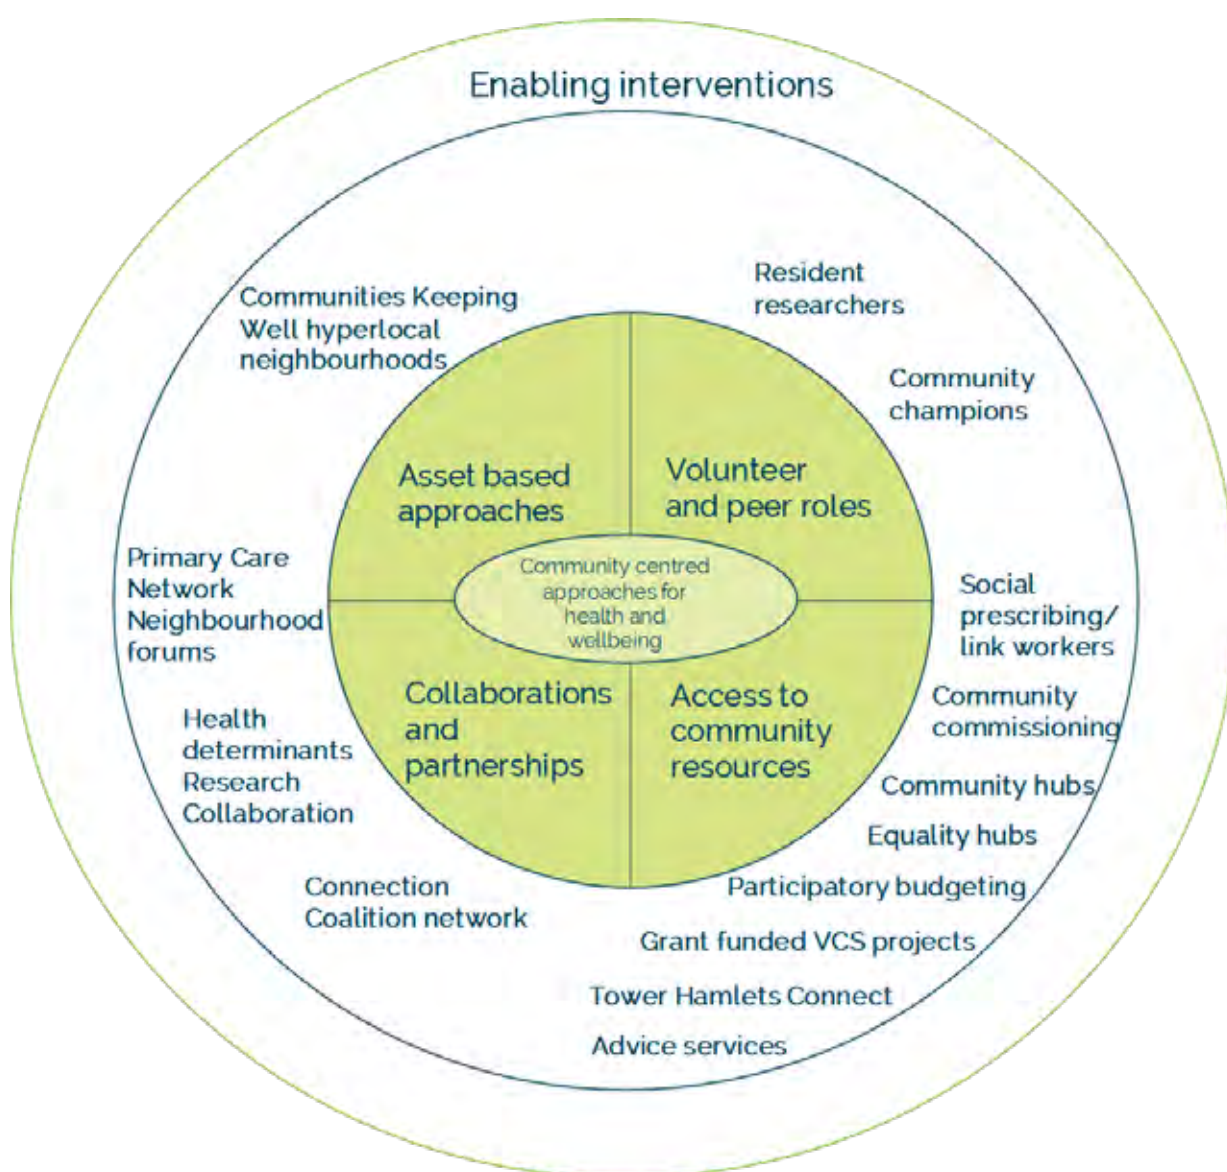 Enabling interventions
Resident
researchers
Communities Keeping
Well hyperlocal
neighbourhoods
Community
champions
Asset based
approaches
Volunteer
and peer roles
Community centred
approaches for
health and
wellbeing
Primary Care
Network
Neighbourhood
forums
Social
prescribing/
link workers
Collaborations
and
partnerships
Access to
community
resources
Community
commissioning
Health
determinants
Research
Collaboration
Community hubs
Equality hubs
Connection
Coalition network
Participatory budgeting
Grant funded VCS projects
Tower Hamlets Connect
Advice services